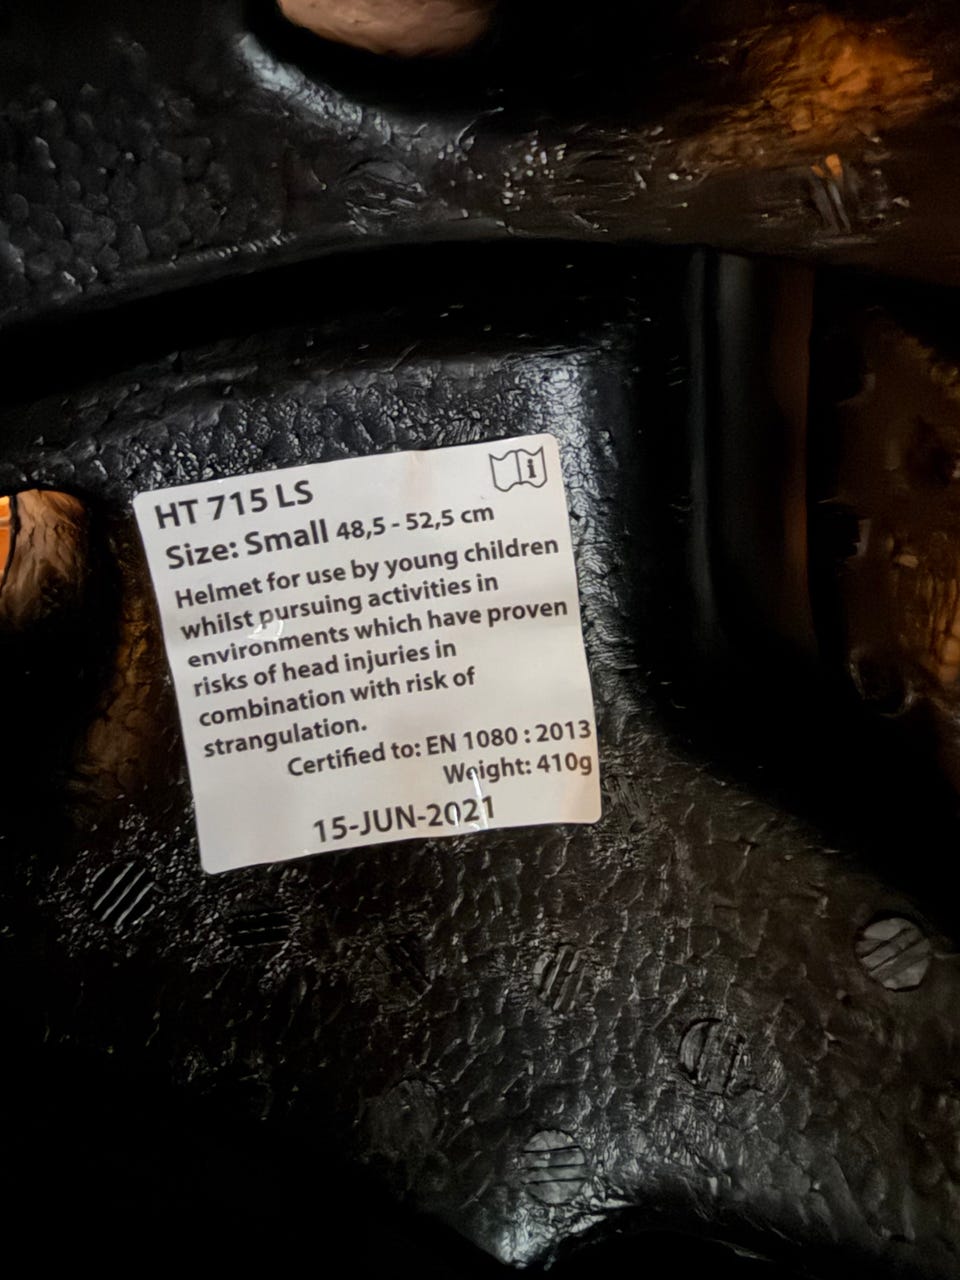 HT 715 LS
i
Size: Small 48,5 - 52,5 cm
Helmet for use by young children
whilst pursuing activities in
environments which have proven
risks of head injuries in
combination with risk of
strangulation.
Certified to: EN 1080 : 2013
Weight: 410g
15-JUN-2021